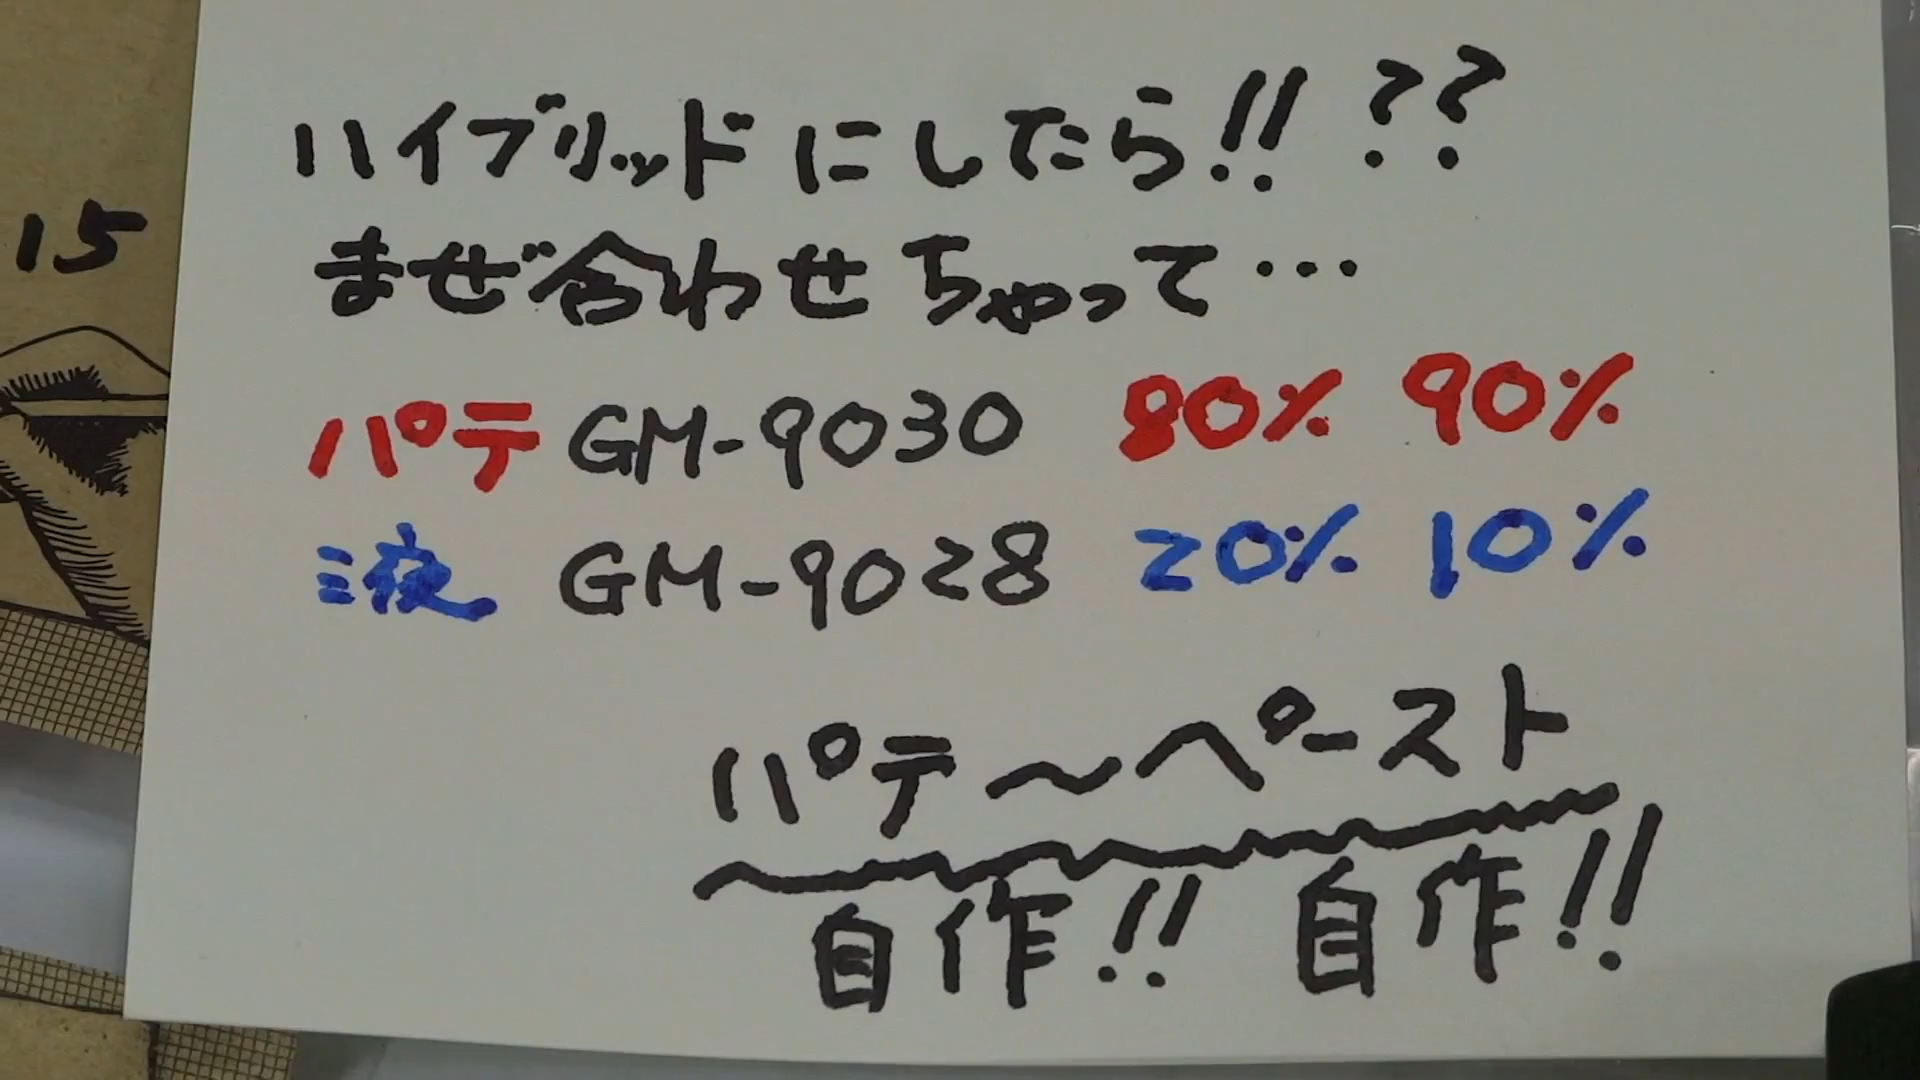 15
ハイブリッドにしたら!!??
まぜ合わせちゃって…
パテ GM-9030 80% 90%
液 GM-9028 20% 10%
パテ〜ペースト
自作!! 自作!!